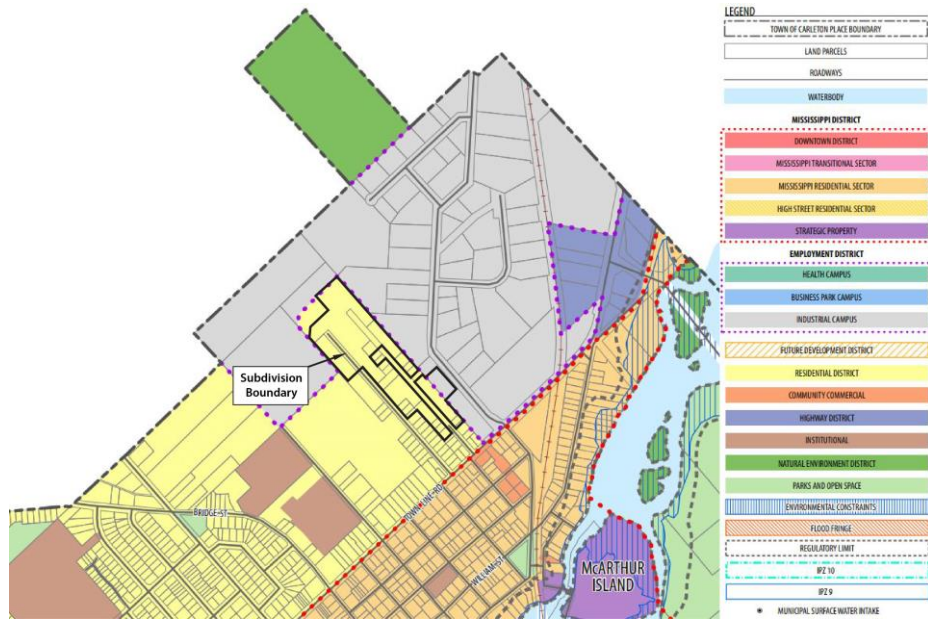 LEGEND
TOWN OF CARLETON PLACE BOUNDARY
LAND PARCELS
ROADWAYS
WATERBODY
MISSISSIPPI DISTRICT
DOWNTOWN DISTRICT
MISSISSIPPI TRANSITIONAL SECTOR
MISSISSIPPI RESIDENTIAL SECTOR
HIGH STREET RESIDENTIAL SECTOR
STRATEGIC PROPERTY
EMPLOYMENT DISTRICT
HEALTH CAMPUS
BUSINESS PARK CAMPUS
INDUSTRIAL CAMPUS
FUTURE DEVELOPMENT DISTRICT
RESIDENTIAL DISTRICT
COMMUNITY COMMERCIAL
HIGHWAY DISTRICT
INSTITUTIONAL
NATURAL ENVIRONMENT DISTRICT
PARKS AND OPEN SPACE
ENVIRONMENTAL CONSTRAINTS
FLOOD FRINGE
REGULATORY LIMIT
IPZ 10
IPZ 9
* MUNICIPAL SURFACE WATER INTAKE
Subdivision
Boundary
BRIDGE ST
TOWN LINE RD
WILLIAM ST
McARTHUR
ISLAND